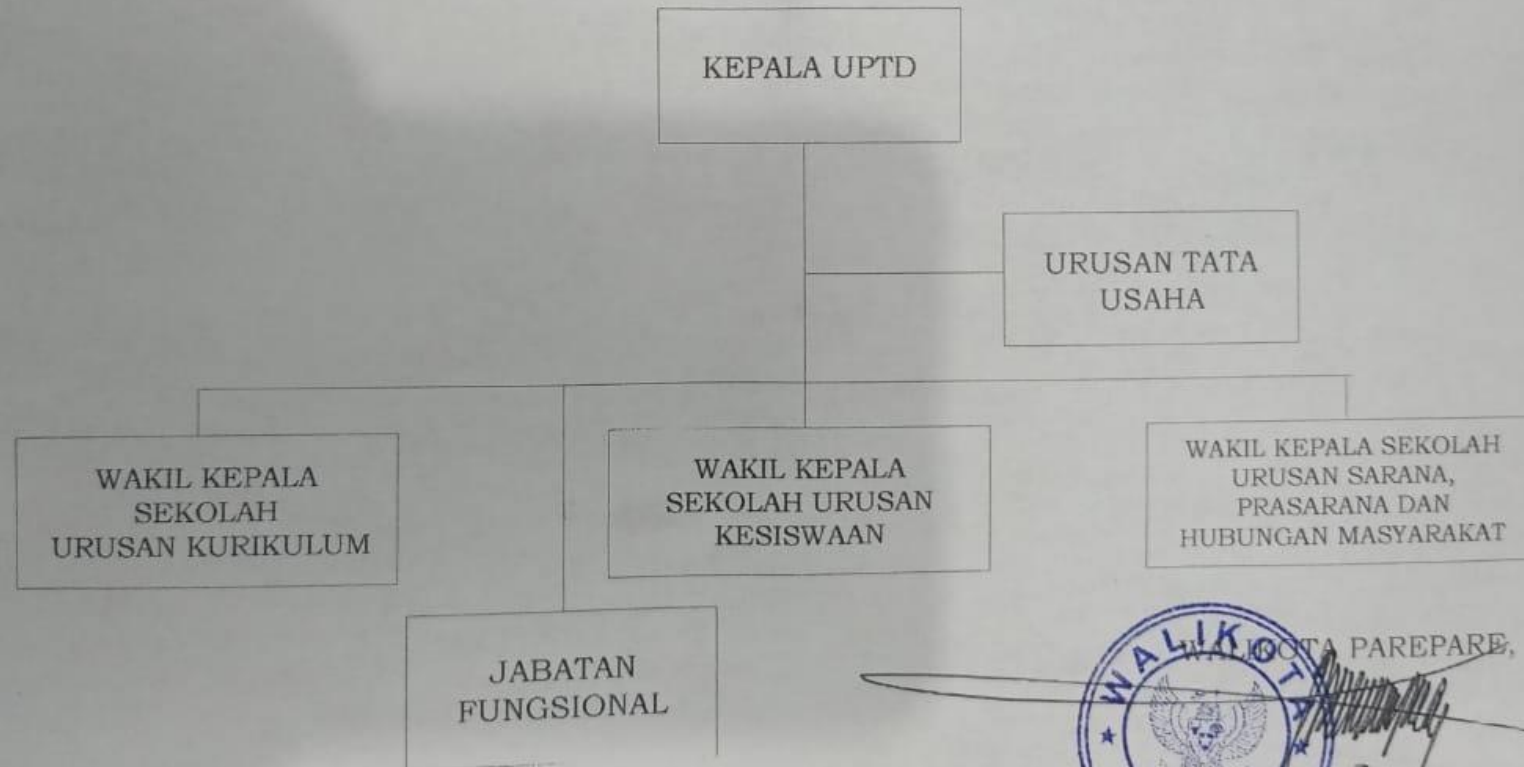 KEPALA UPTD
URUSAN TATA
USAHA
WAKIL KEPALA
SEKOLAH
URUSAN KURIKULUM
WAKIL KEPALA
SEKOLAH URUSAN
KESISWAAN
WAKIL KEPALA SEKOLAH
URUSAN SARANA,
PRASARANA DAN
HUBUNGAN MASYARAKAT
JABATAN
FUNGSIONAL
WALIKOTA PAREPARE,
WALIKOTA